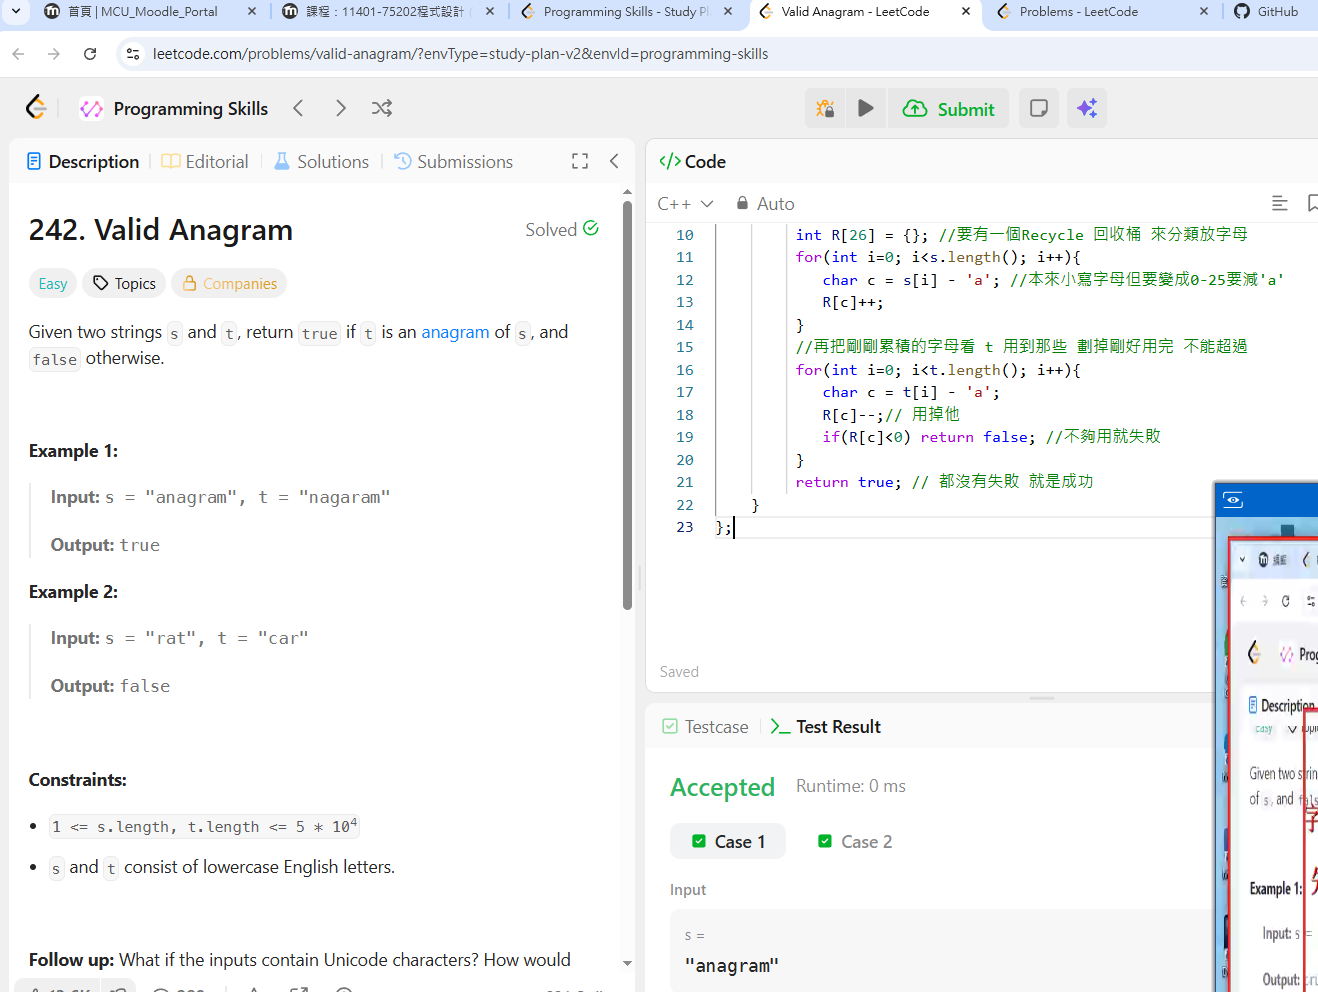 首頁 | MCU_Moodle_Portal
課程：11401-75202程式設計
Programming Skills - Study Pl
Valid Anagram - LeetCode
Problems - LeetCode
GitHub
leetcode.com/problems/valid-anagram/?envType=study-plan-v2&envId=programming-skills
Programming Skills
Submit
Description
Editorial
Solutions
Submissions
242. Valid Anagram
Solved
Easy
Topics
Companies
Given two strings s and t, return true if t is an anagram of s, and
false otherwise.
Example 1:
Input: s = "anagram", t = "nagaram"
Output: true
Example 2:
Input: s = "rat", t = "car"
Output: false
Constraints:
1 <= s.length, t.length <= 5 * 10⁴
s and t consist of lowercase English letters.
Follow up: What if the inputs contain Unicode characters? How would
Code
C++
Auto
10 int R[26] = {}; //要有一個Recycle 回收桶 來分類放字母
11 for(int i=0; i<s.length(); i++){
12 char c = s[i] - 'a'; //本來小寫字母但要變成0-25要減'a'
13 R[c]++;
14 }
15 //再把剛剛累積的字母看 t 用到那些 劃掉剛好用完 不能超過
16 for(int i=0; i<t.length(); i++){
17 char c = t[i] - 'a';
18 R[c]--;// 用掉他
19 if(R[c]<0) return false; //不夠用就失敗
20 }
21 return true; // 都沒有失敗 就是成功
22 }
23 };
Saved
Testcase
Test Result
Accepted
Runtime: 0 ms
Case 1
Case 2
Input
s =
"anagram"
Prog
Description
Easy
Given two strin
of s, and fals
Example 1:
Input: s =
Output: